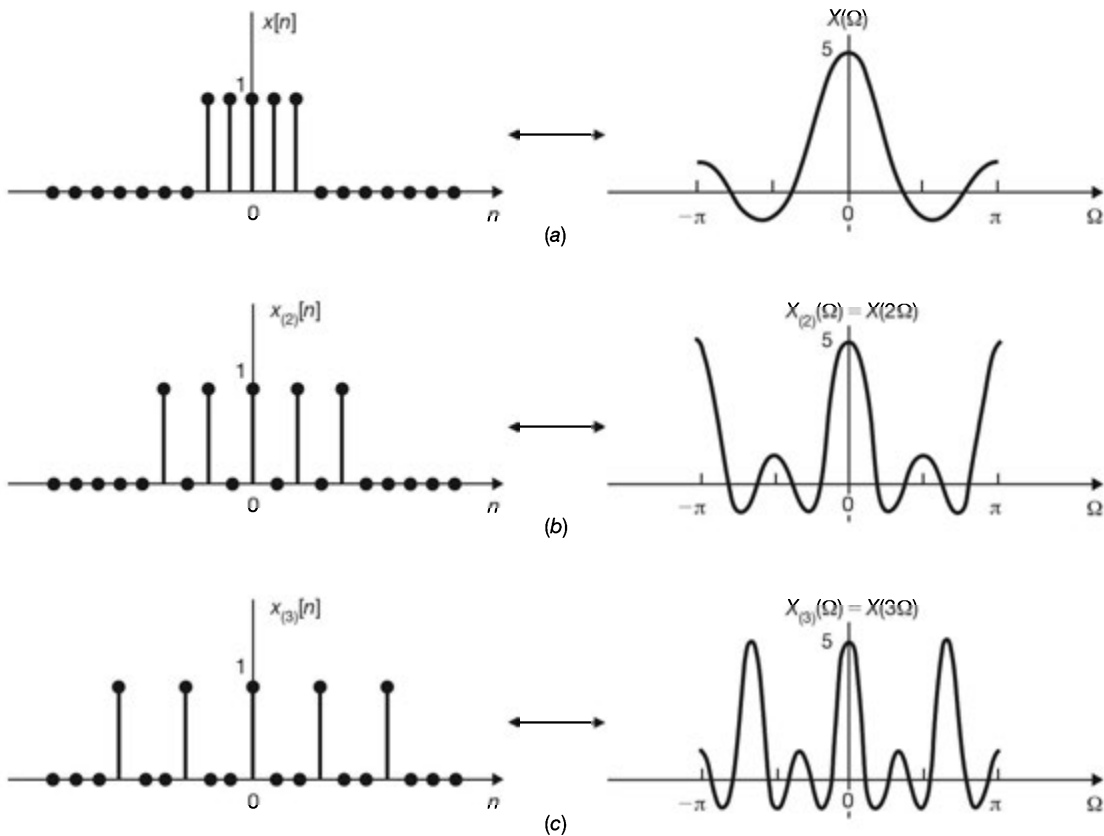 x[n]
X(Ω)
1
5
0
n
−π
0
π
Ω
(a)
x(2)[n]
X(2)(Ω) = X(2Ω)
1
5
0
n
−π
0
π
Ω
(b)
x(3)[n]
X(3)(Ω) = X(3Ω)
1
5
0
n
−π
0
π
Ω
(c)